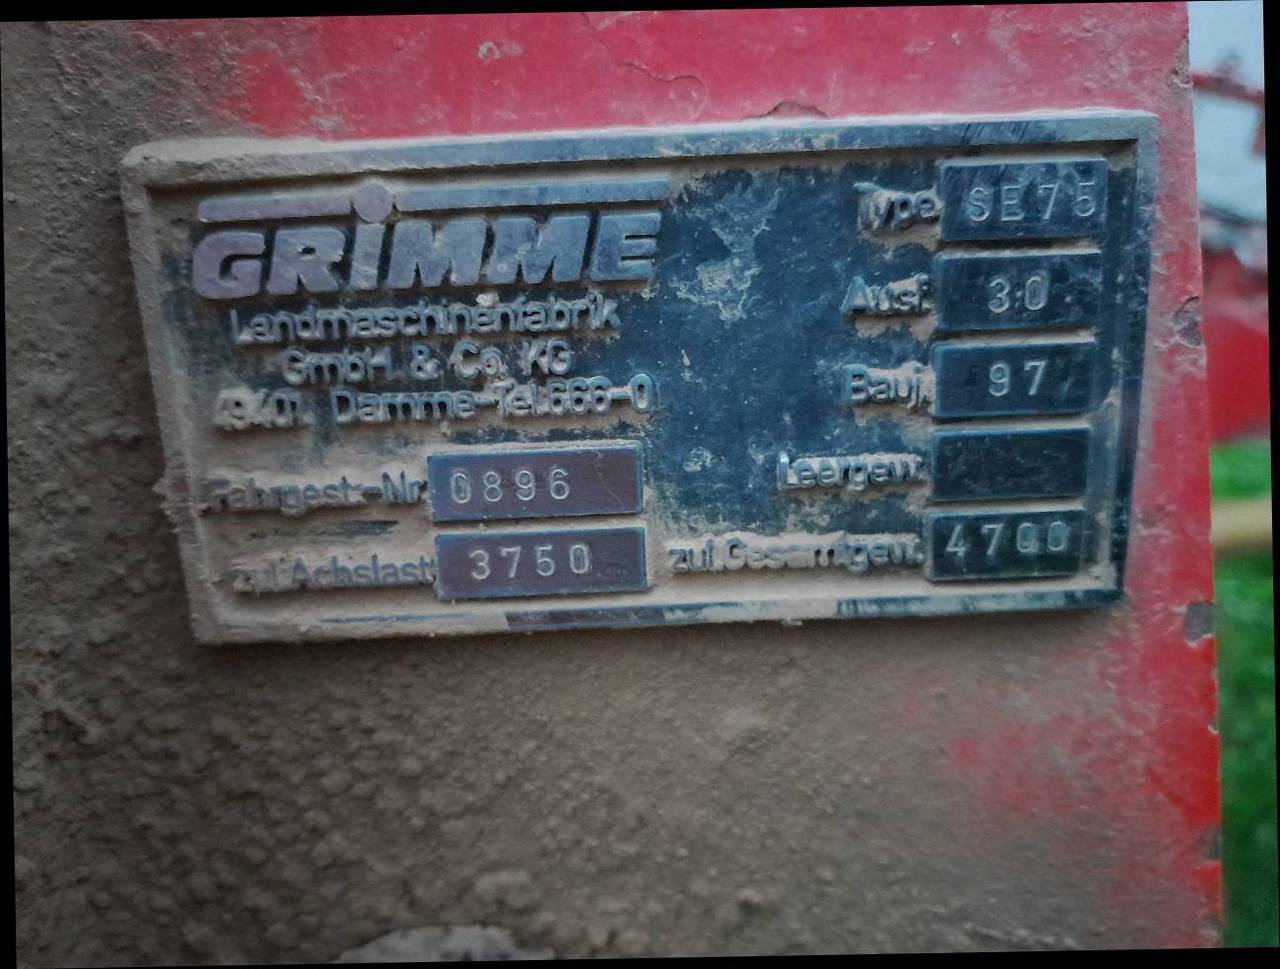 GRIMME
Landmaschinenfabrik
GmbH & Co. KG
49401 Damme-Tel.666-0
Fahrgest.-Nr. 0896
zul.Achslast 3750
Type SE75
Ausf. 30
Bauj. 97
Leergew.
zul.Gesamtgew. 4700